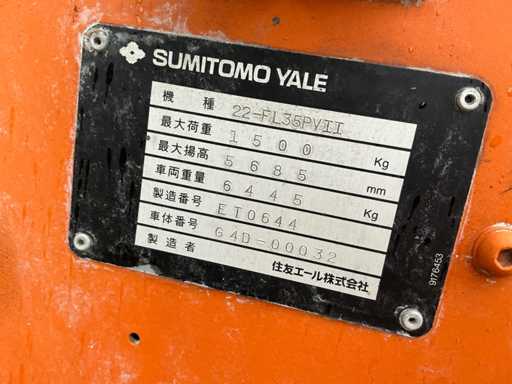 SUMITOMO YALE
機種 22-FL35PVII
最大荷重 1500 Kg
最大揚高 5685 mm
車両重量 6445 Kg
製造番号 ET0644
車体番号 G4D-00032
製造者 住友エール株式会社
9176453